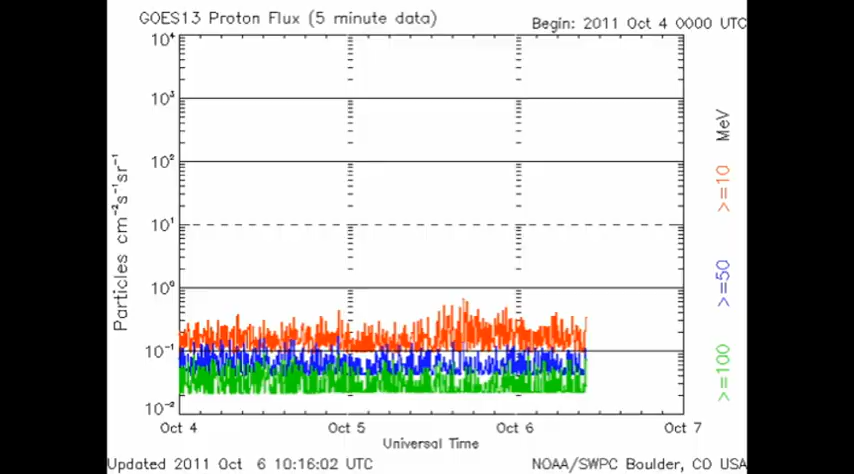 GOES13 Proton Flux (5 minute data)
Begin: 2011 Oct 4 0000 UTC
Particles cm⁻²s⁻¹sr⁻¹
10⁴
10³
10²
10¹
10⁰
10⁻¹
10⁻²
Oct 4
Oct 5
Oct 6
Oct 7
Universal Time
MeV
>=10
>=50
>=100
Updated 2011 Oct 6 10:16:02 UTC
NOAA/SWPC Boulder, CO USA